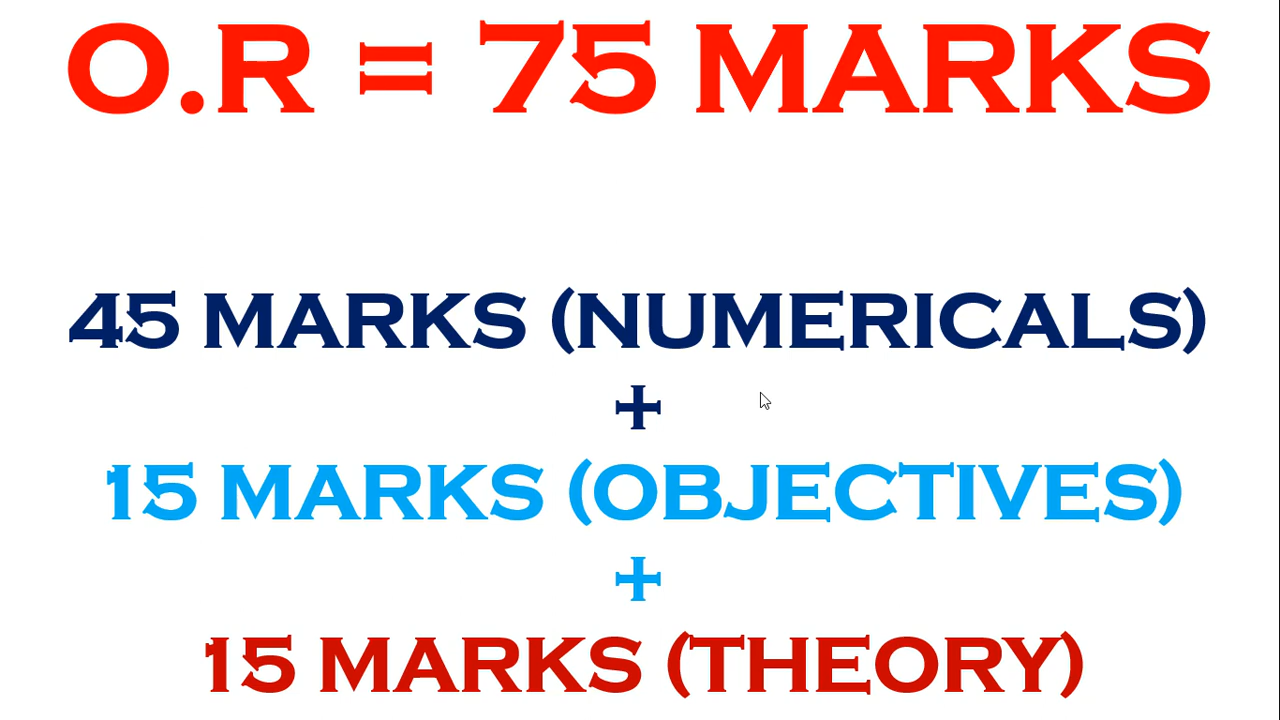 O.R = 75 MARKS
45 MARKS (NUMERICALS)
+
15 MARKS (OBJECTIVES)
+
15 MARKS (THEORY)